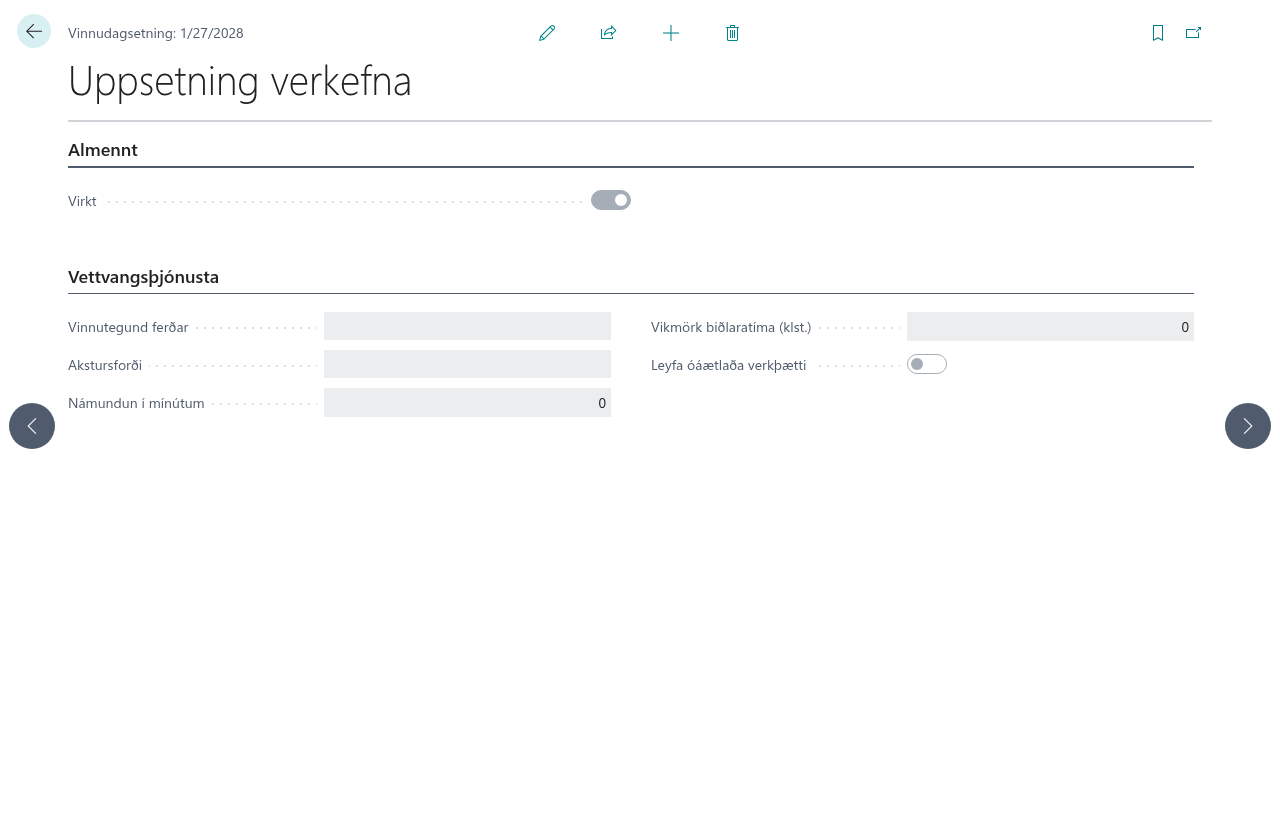 Vinnudagsetning: 1/27/2028
Uppsetning verkefna
Almennt
Virkt
Vettvangsþjónusta
Vinnutegund ferðar
Vikmörk biðlaratíma (klst.) 0
Akstursforði
Leyfa óáætlaða verkþætti
Námundun í mínútum 0